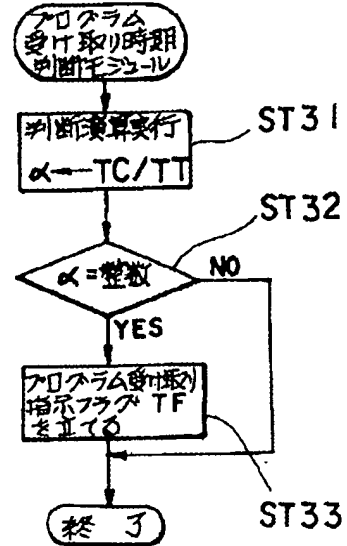 プログラム
受け取り時期
判断モジュール
判断演算実行
α←TC/TT
ST31
ST32
α=整数
NO
YES
プログラム受け取り
指示フラグTF
を立てる
ST33
終了